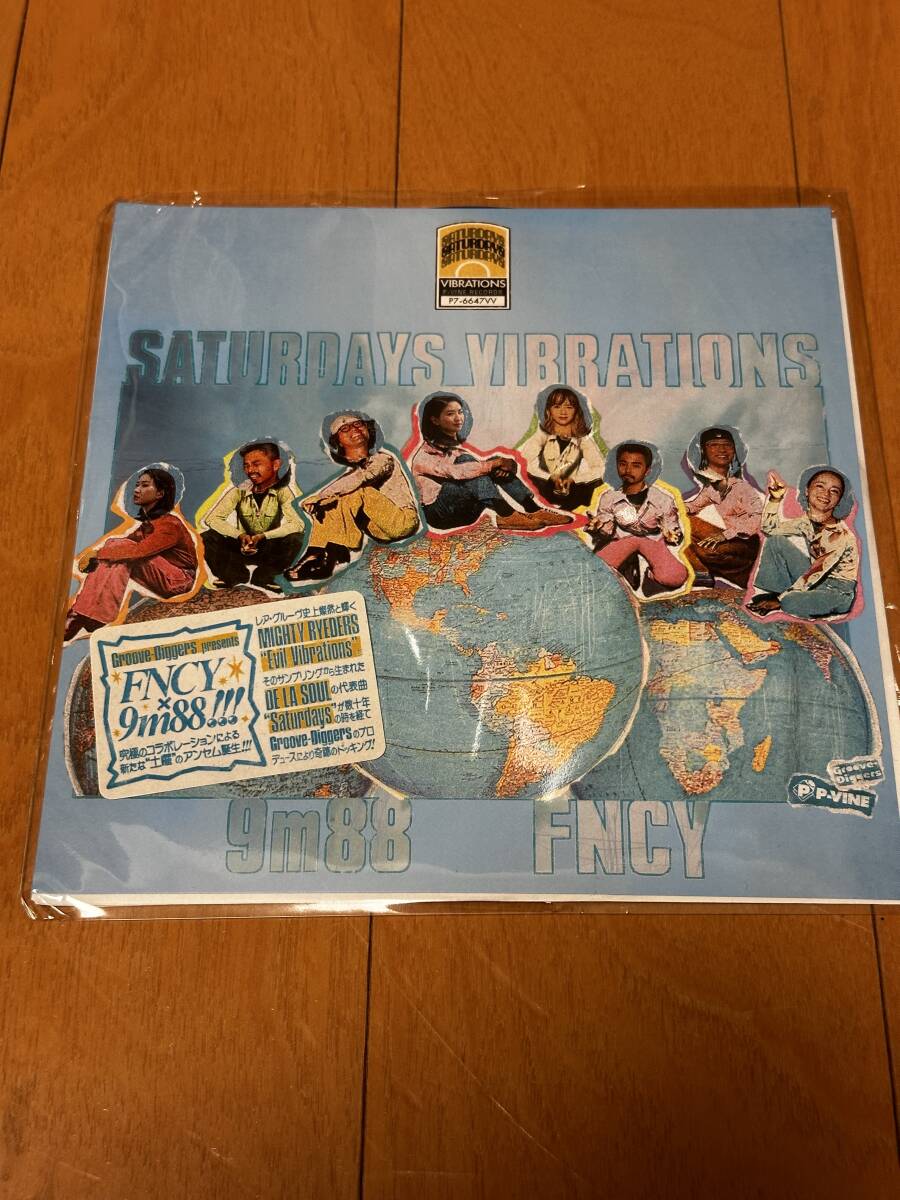 SATURDAYS
SATURDAYS
SATURDAYS
VIBRATIONS
P-VINE RECORDS
P7-6647VV
SATURDAYS VIBRATIONS
Groove-Diggers presents
FNCY
×
9m88!!!
究極のコラボレーションによる
新たな"土曜"のアンセム誕生!!!
レア・グルーヴ史上燦然と輝く
MIGHTY RYEDERS
"Evil Vibrations"
そのサンプリングから生まれた
DE LA SOULの代表曲
"Saturdays"が数十年の時を経て
Groove-Diggersのプロ
デュースにより奇蹟のドッキング!
Groove-
Diggers
P P-VINE
9m88 FNCY